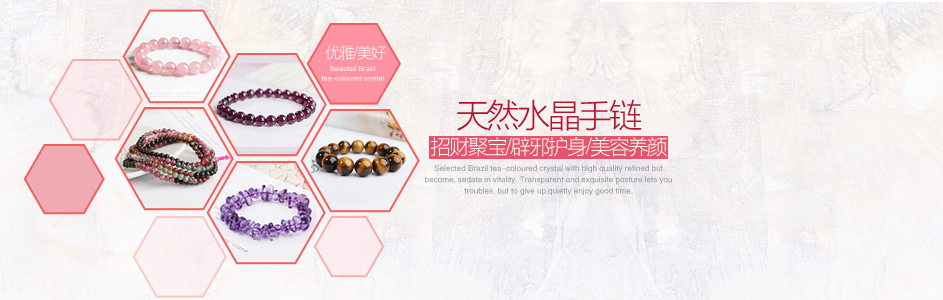 优雅/美好
Selected Brazil
tea-coloured crystal
天然水晶手链
招财聚宝/辟邪护身/美容养颜
Selected Brazil tea-coloured crystal with high quality refined but
become, sedate in vitality. Transparent and exquisite posture lets you
troubles, but to give up quietly enjoy good time.